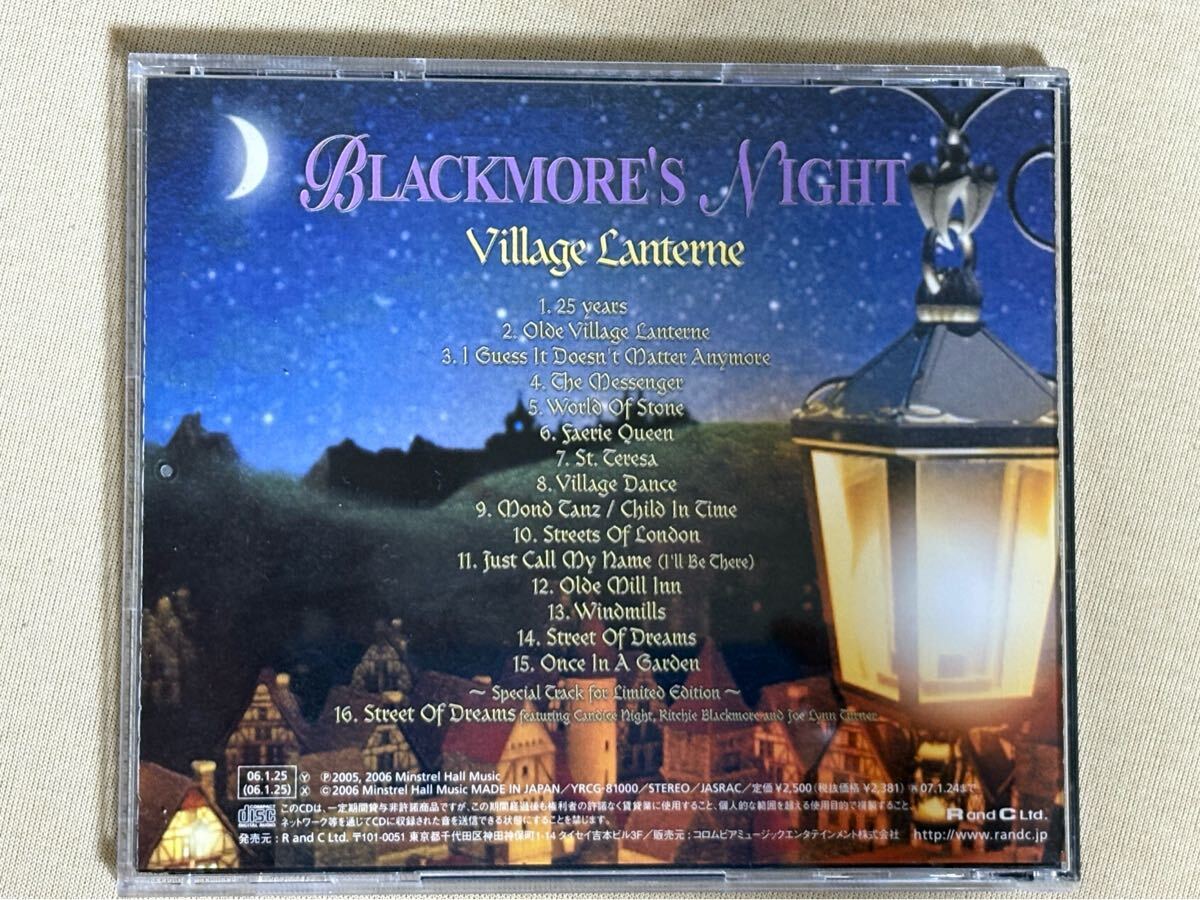 BLACKMORE'S NIGHT
Village Lanterne
1. 25 years
2. Olde Village Lanterne
3. I Guess It Doesn't Matter Anymore
4. The Messenger
5. World Of Stone
6. Faerie Queen
7. St. Teresa
8. Village Dance
9. Mond Tanz / Child In Time
10. Streets Of London
11. Just Call My Name (I'll Be There)
12. Olde Mill Inn
13. Windmills
14. Street Of Dreams
15. Once In A Garden
~ Special Track for Limited Edition ~
16. Street Of Dreams featuring Candice Night, Ritchie Blackmore and Joe Lynn Turner
06.1.25 Ⓨ ℗2005, 2006 Minstrel Hall Music
(06.1.25) Ⓧ ©2006 Minstrel Hall Music MADE IN JAPAN/YRCG-81000/STEREO/JASRAC/定価¥2,500(税抜価格¥2,381) 07.1.24まで
COMPACT disc DIGITAL AUDIO
このCDは、一定期間貸与非許諾商品ですが、この期間経過後も権利者の許諾なく賃貸業に使用すること、個人的な範囲を超える使用目的で複製すること、
ネットワーク等を通じてCDに収録された音を送信できる状態にすることを禁じます。
R and C Ltd.
発売元:R and C Ltd. 〒101-0051 東京都千代田区神田神保町1-14 タイセイ吉本ビル3F/販売元:コロムビアミュージックエンタテインメント株式会社 http://www.randc.jp